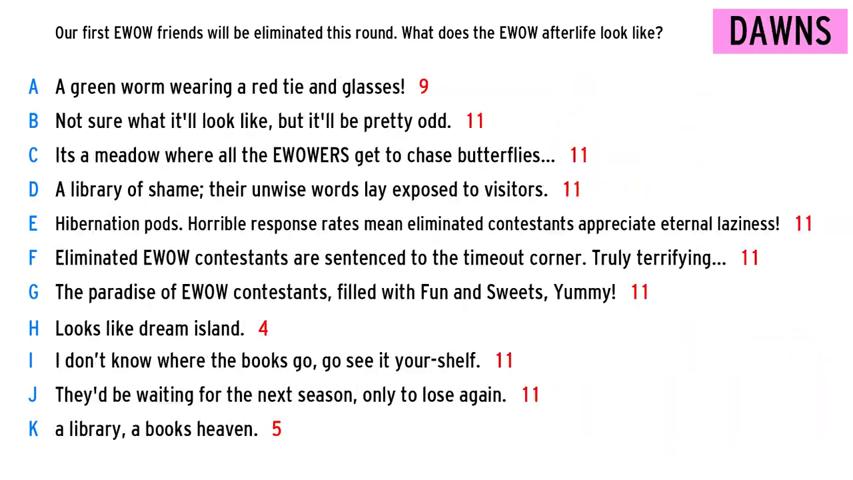 Our first EWOW friends will be eliminated this round. What does the EWOW afterlife look like?
DAWNS
A A green worm wearing a red tie and glasses! 9
B Not sure what it'll look like, but it'll be pretty odd. 11
C Its a meadow where all the EWOWERS get to chase butterflies... 11
D A library of shame; their unwise words lay exposed to visitors. 11
E Hibernation pods. Horrible response rates mean eliminated contestants appreciate eternal laziness! 11
F Eliminated EWOW contestants are sentenced to the timeout corner. Truly terrifying... 11
G The paradise of EWOW contestants, filled with Fun and Sweets, Yummy! 11
H Looks like dream island. 4
I I don’t know where the books go, go see it your-shelf. 11
J They'd be waiting for the next season, only to lose again. 11
K a library, a books heaven. 5